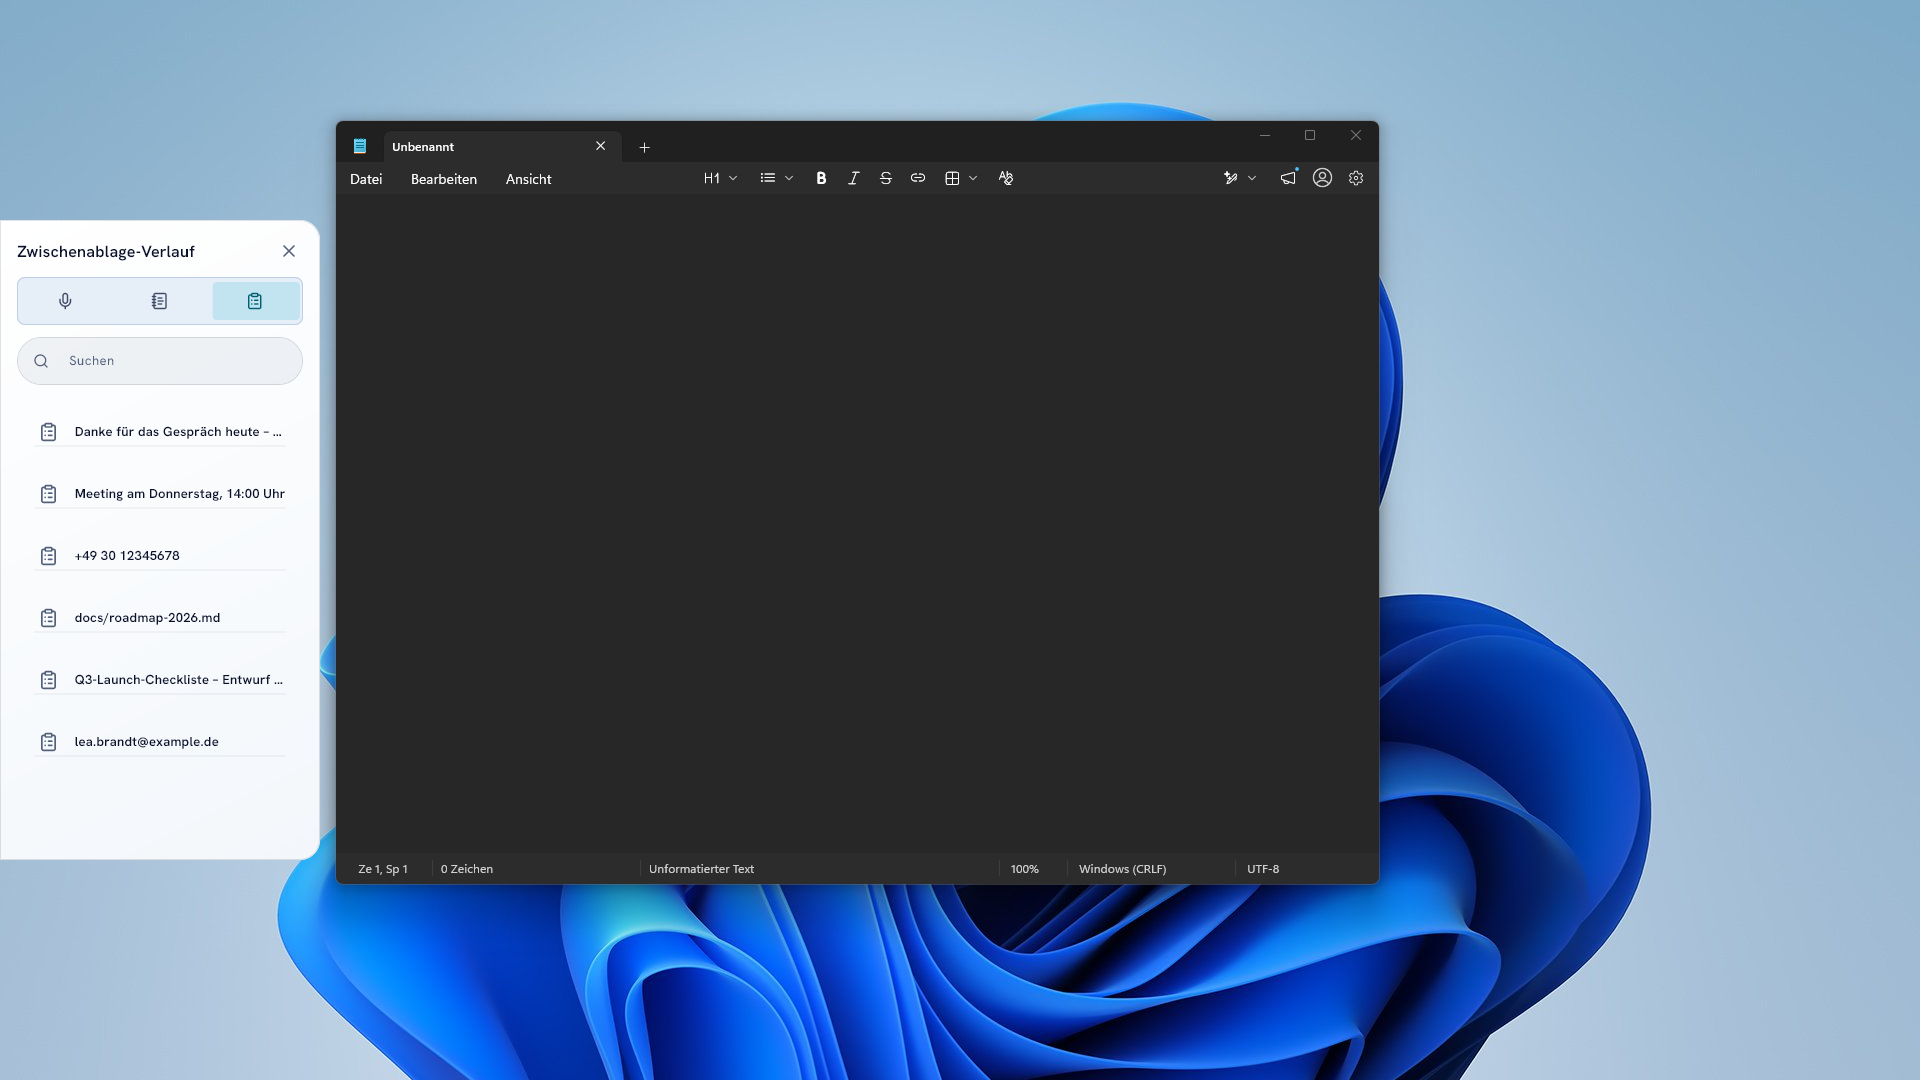 Unbenannt
Datei Bearbeiten Ansicht
H1
Zwischenablage-Verlauf
Suchen
Danke für das Gespräch heute – ...
Meeting am Donnerstag, 14:00 Uhr
+49 30 12345678
docs/roadmap-2026.md
Q3-Launch-Checkliste – Entwurf ...
lea.brandt@example.de
Ze 1, Sp 1 0 Zeichen Unformatierter Text 100% Windows (CRLF) UTF-8